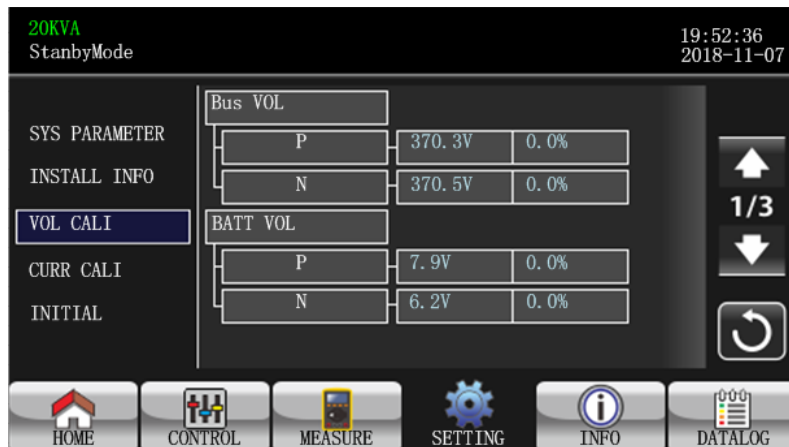 20KVA
StanbyMode
19:52:36
2018-11-07
SYS PARAMETER
INSTALL INFO
VOL CALI
CURR CALI
INITIAL
Bus VOL
P 370.3V 0.0%
N 370.5V 0.0%
BATT VOL
P 7.9V 0.0%
N 6.2V 0.0%
1/3
HOME CONTROL MEASURE SETTING INFO DATALOG